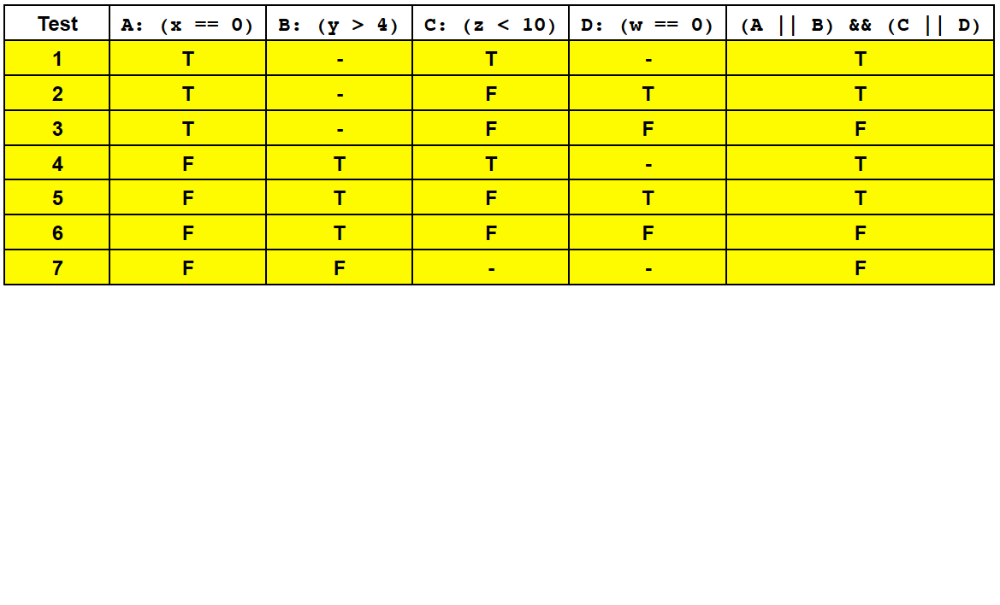 Test A: (x == 0) B: (y > 4) C: (z < 10) D: (w == 0) (A || B) && (C || D)
1 T - T - T
2 T - F T T
3 T - F F F
4 F T T - T
5 F T F T T
6 F T F F F
7 F F - - F